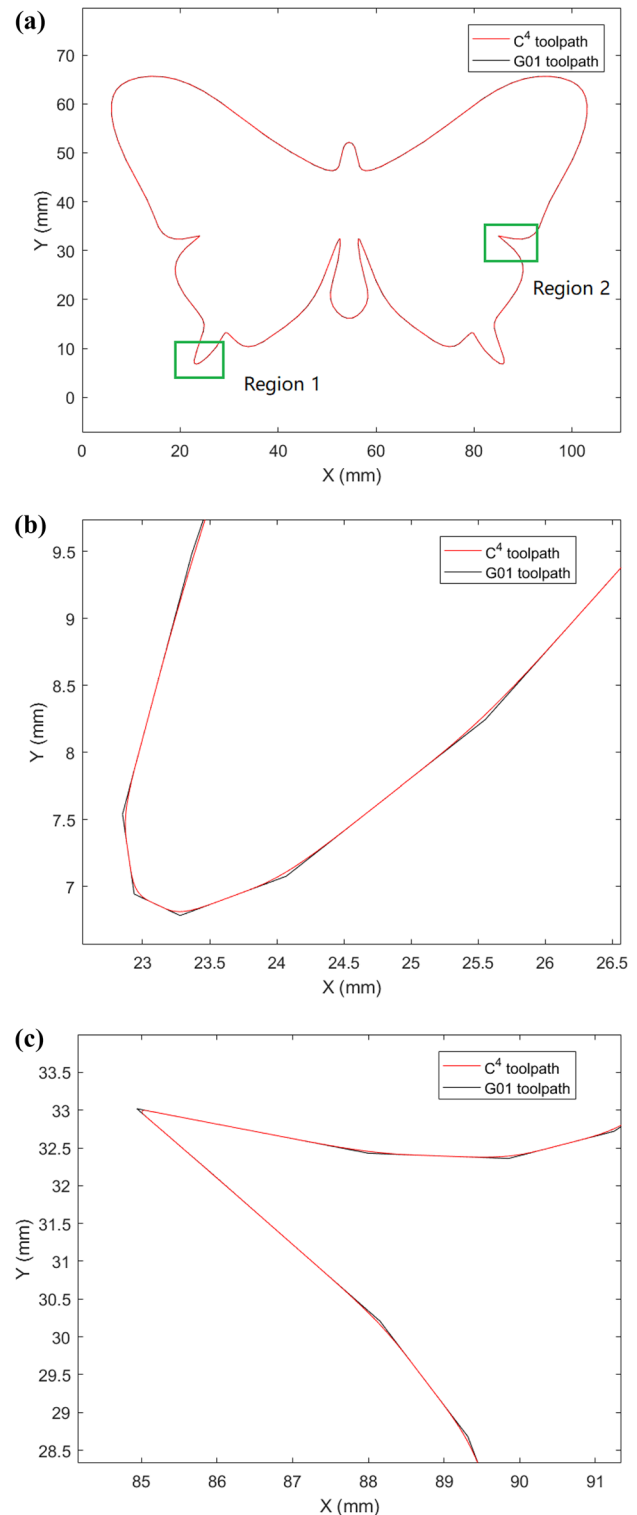 (a)
C⁴ toolpath
G01 toolpath
70
60
50
40
30
20
10
0
Y (mm)
Region 2
Region 1
0 20 40 60 80 100
X (mm)
(b)
C⁴ toolpath
G01 toolpath
9.5
9
8.5
8
7.5
7
Y (mm)
23 23.5 24 24.5 25 25.5 26 26.5
X (mm)
(c)
C⁴ toolpath
G01 toolpath
33.5
33
32.5
32
31.5
31
30.5
30
29.5
29
28.5
Y (mm)
85 86 87 88 89 90 91
X (mm)